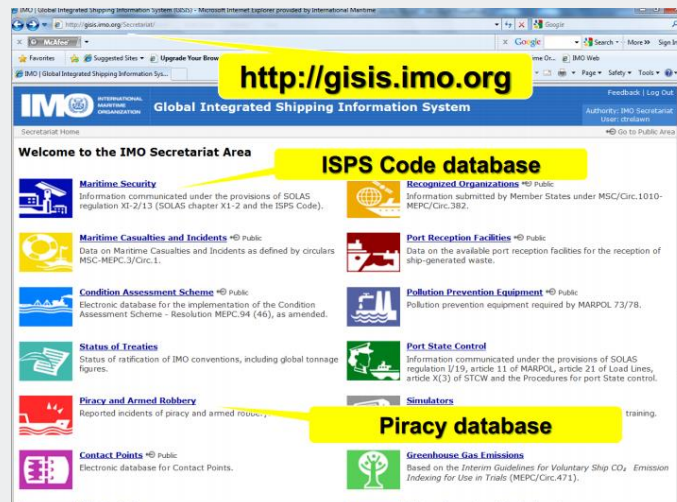 IMO | Global Integrated Shipping Information System (GISIS) - Microsoft Internet Explorer provided by International Maritime
http://gisis.imo.org/Secretariat/
Google
McAfee
Google
Search
More >>
Sign In
Favorites
Suggested Sites
Upgrade Your Brow
IMO Web
IMO | Global Integrated Shipping Information Sys...
Page
Safety
Tools
http://gisis.imo.org
IMO
INTERNATIONAL
MARITIME
ORGANIZATION
Global Integrated Shipping Information System
Feedback | Log Out
Authority: IMO Secretariat
User: ctrelawn
Secretariat Home
Go to Public Area
Welcome to the IMO Secretariat Area
ISPS Code database
Maritime Security
Information communicated under the provisions of SOLAS
regulation XI-2/13 (SOLAS chapter X1-2 and the ISPS Code).
Recognized Organizations Public
Information submitted by Member States under MSC/Circ.1010-
MEPC/Circ.382.
Maritime Casualties and Incidents Public
Data on Maritime Casualties and Incidents as defined by circulars
MSC-MEPC.3/Circ.1.
Port Reception Facilities Public
Data on the available port reception facilities for the reception of
ship-generated waste.
Condition Assessment Scheme Public
Electronic database for the implementation of the Condition
Assessment Scheme - Resolution MEPC.94 (46), as amended.
Pollution Prevention Equipment Public
Pollution prevention equipment required by MARPOL 73/78.
Status of Treaties
Status of ratification of IMO conventions, including global tonnage
figures.
Port State Control
Information communicated under the provisions of SOLAS
regulation I/19, article 11 of MARPOL, article 21 of Load Lines,
article X(3) of STCW and the Procedures for port State control.
Piracy and Armed Robbery
Reported incidents of piracy and armed
Simulators
training.
Piracy database
Contact Points Public
Electronic database for Contact Points.
Greenhouse Gas Emissions
Based on the Interim Guidelines for Voluntary Ship CO₂ Emission
Indexing for Use in Trials (MEPC/Circ.471).